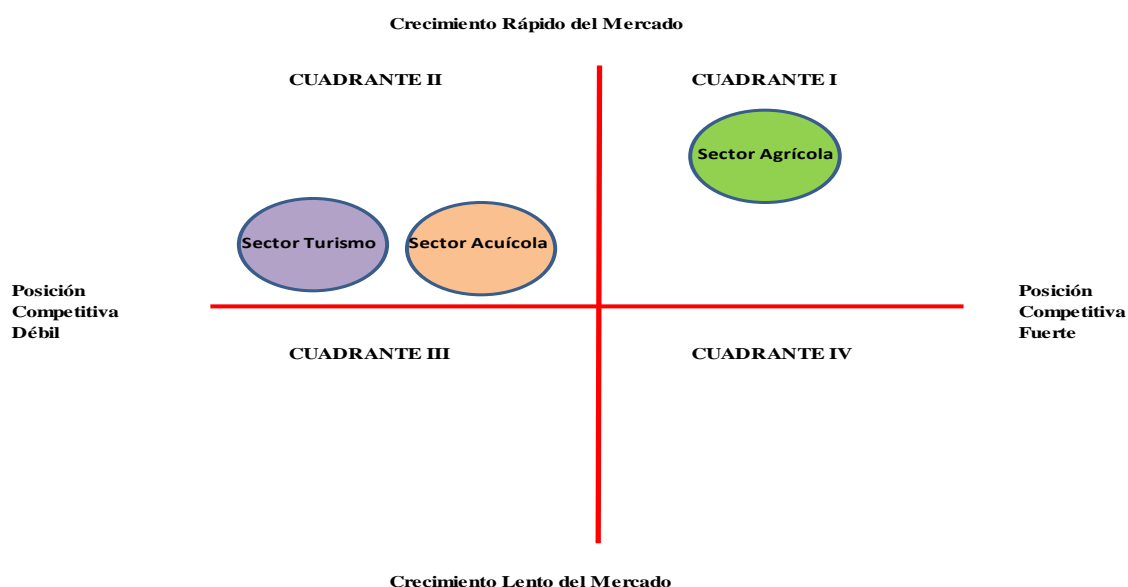 Crecimiento Rápido del Mercado
CUADRANTE II
CUADRANTE I
Sector Agrícola
Sector Turismo
Sector Acuícola
Posición
Competitiva
Débil
Posición
Competitiva
Fuerte
CUADRANTE III
CUADRANTE IV
Crecimiento Lento del Mercado